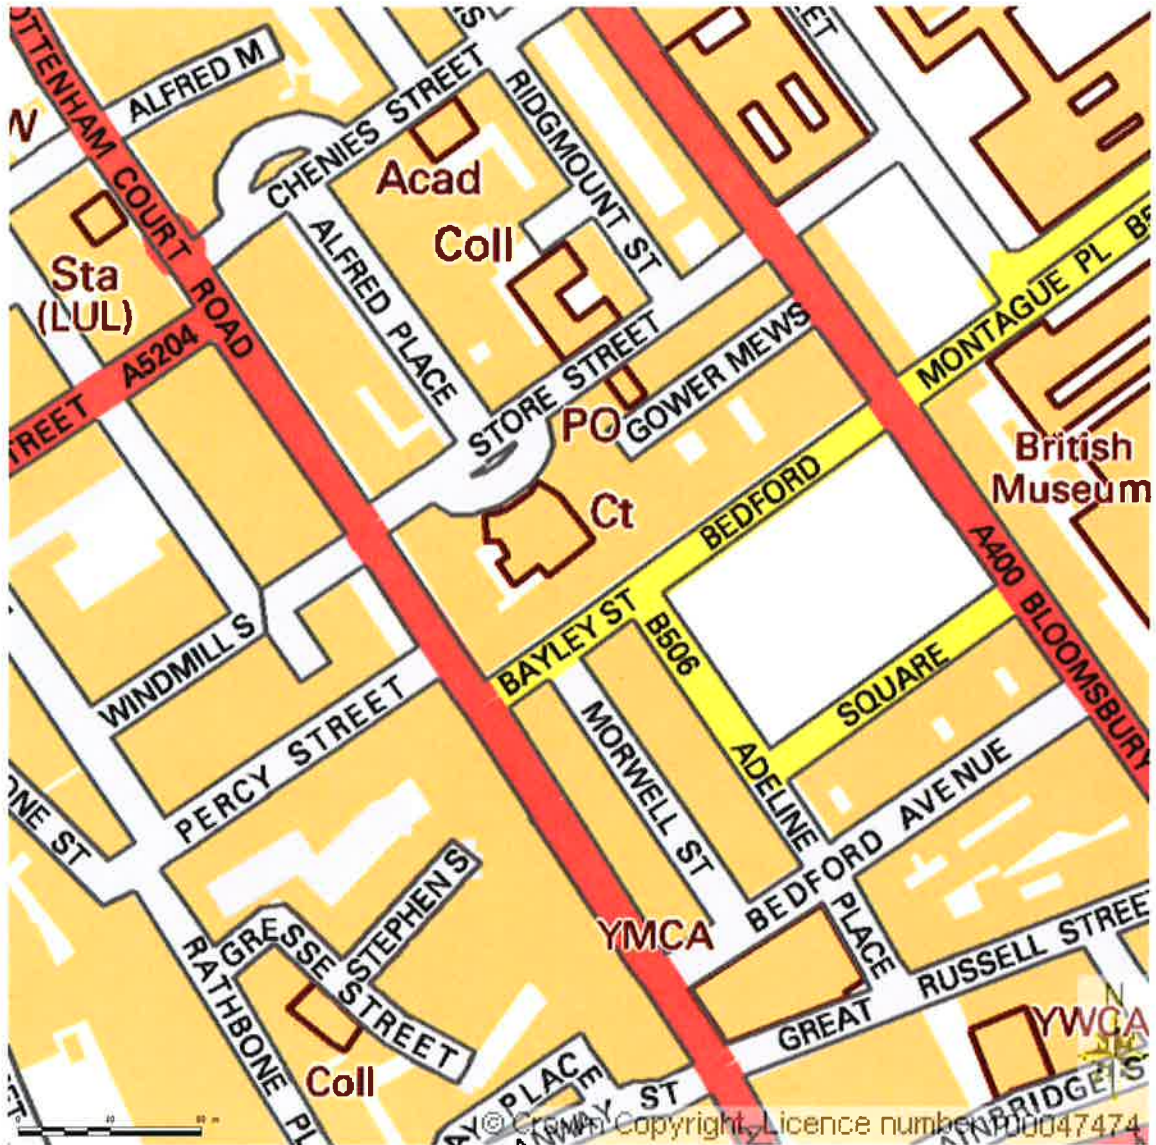 OTTENHAM COURT ROAD
ALFRED M
CHENIES STREET
RIDGMOUNT ST
Acad
Coll
ALFRED PLACE
Sta
(LUL)
A5204
TREET
STORE STREET
GOWER MEWS
PO
Ct
MONTAGUE PL
British
Museum
BEDFORD
BAYLEY ST
B506
SQUARE
A400 BLOOMSBURY
WINDMILL S
PERCY STREET
MORWELL ST
ADELINE
PLACE
BEDFORD AVENUE
ONE ST
STEPHEN S
GRESSE STREET
YMCA
RATHBONE PL
Coll
GREAT RUSSELL STREE
N
YWCA
PLACE
ST
© Crown Copyright, Licence number 100047474